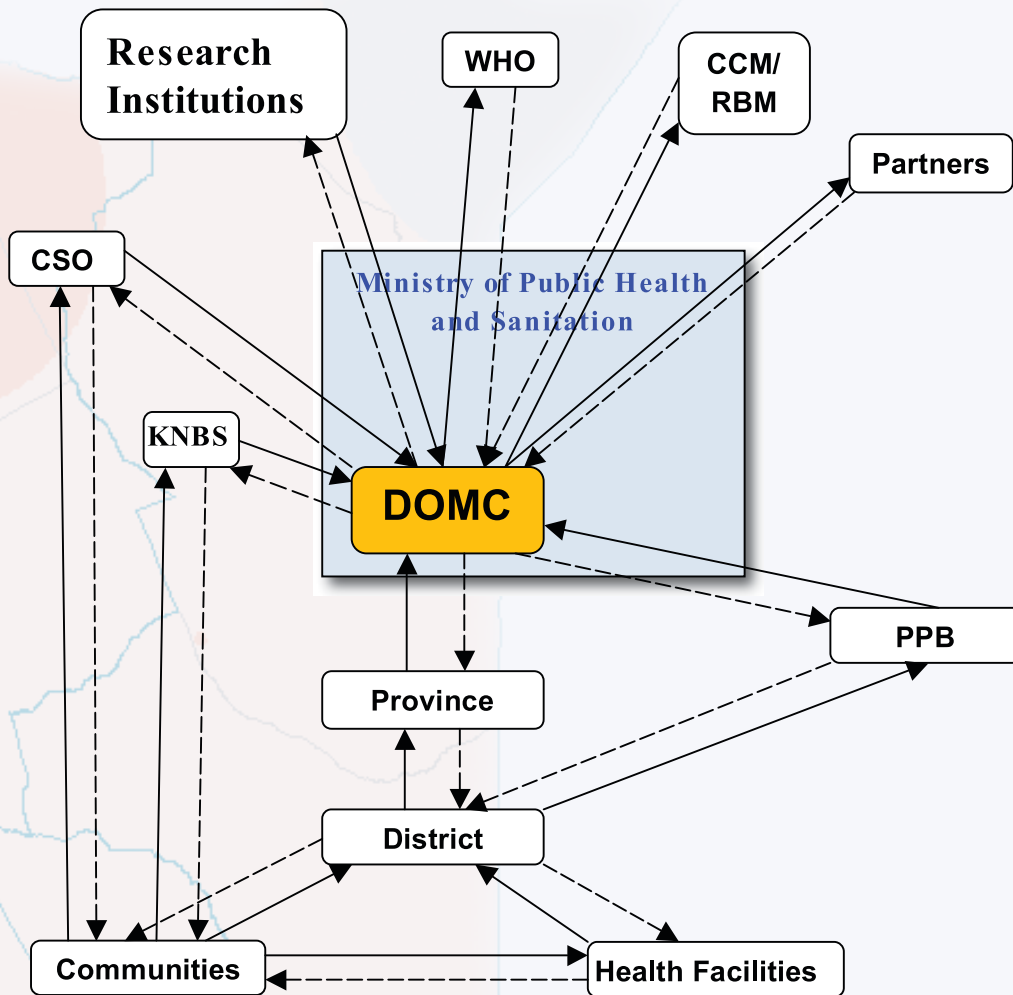 Research
Institutions
WHO
CCM/
RBM
Partners
CSO
Ministry of Public Health
and Sanitation
KNBS
DOMC
PPB
Province
District
Communities
Health Facilities